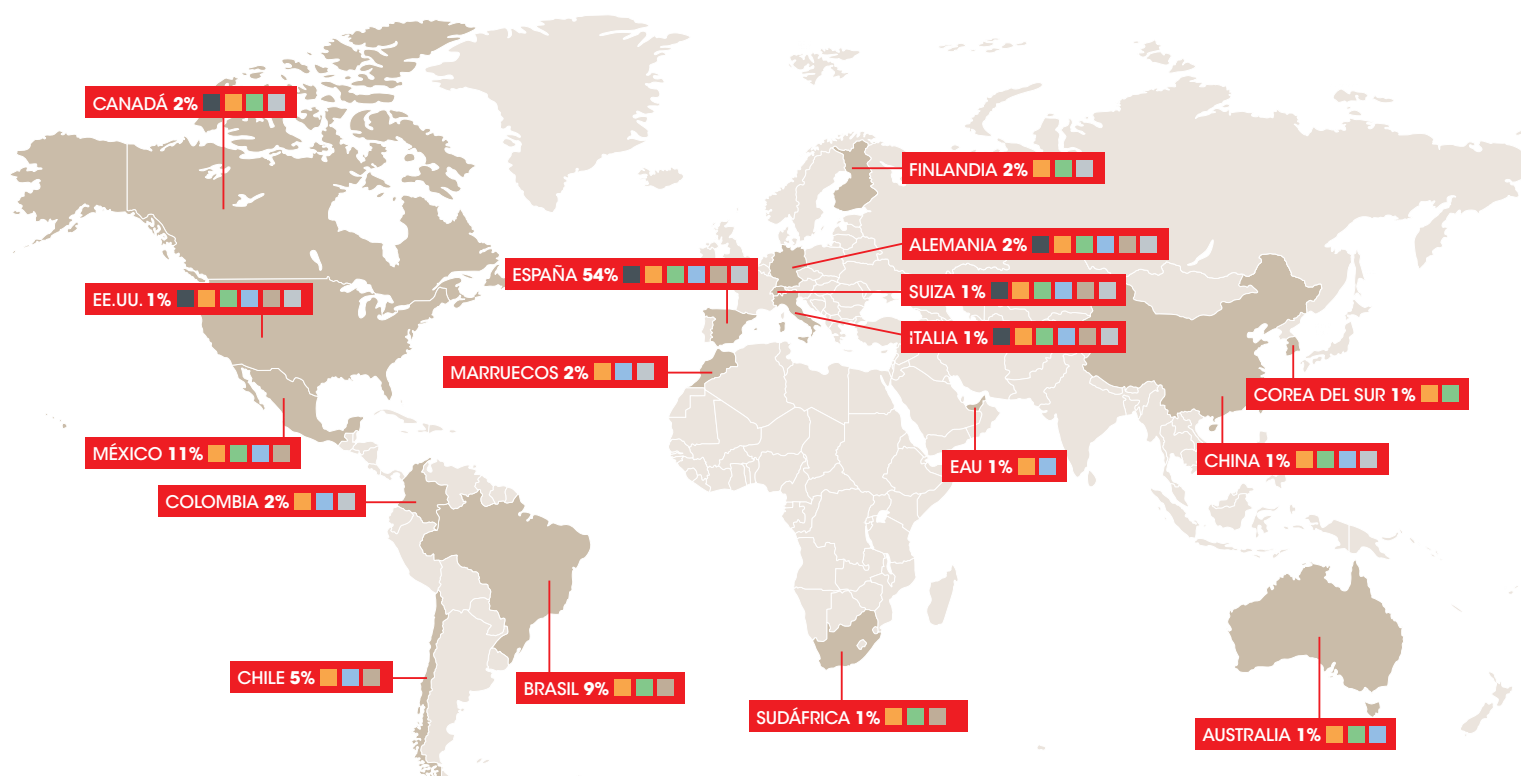 CANADÁ 2%
FINLANDIA 2%
ALEMANIA 2%
ESPAÑA 54%
SUIZA 1%
EE.UU. 1%
ITALIA 1%
MARRUECOS 2%
COREA DEL SUR 1%
MÉXICO 11%
EAU 1%
CHINA 1%
COLOMBIA 2%
CHILE 5%
BRASIL 9%
SUDÁFRICA 1%
AUSTRALIA 1%